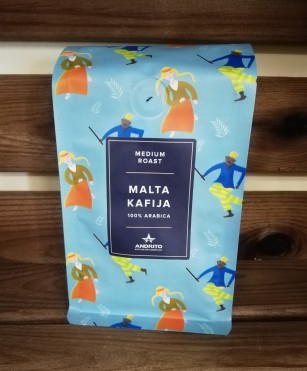 MEDIUM
ROAST
MALTA
KAFIJA
100% ARABICA
ANDRITO